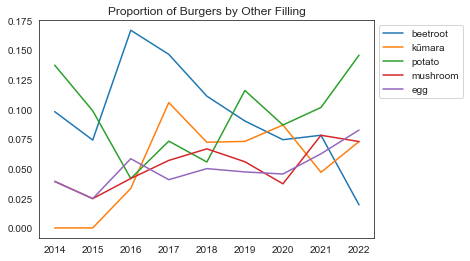 Proportion of Burgers by Other Filling
0.175
0.150
0.125
0.100
0.075
0.050
0.025
0.000
2014 2015 2016 2017 2018 2019 2020 2021 2022
beetroot
kūmara
potato
mushroom
egg